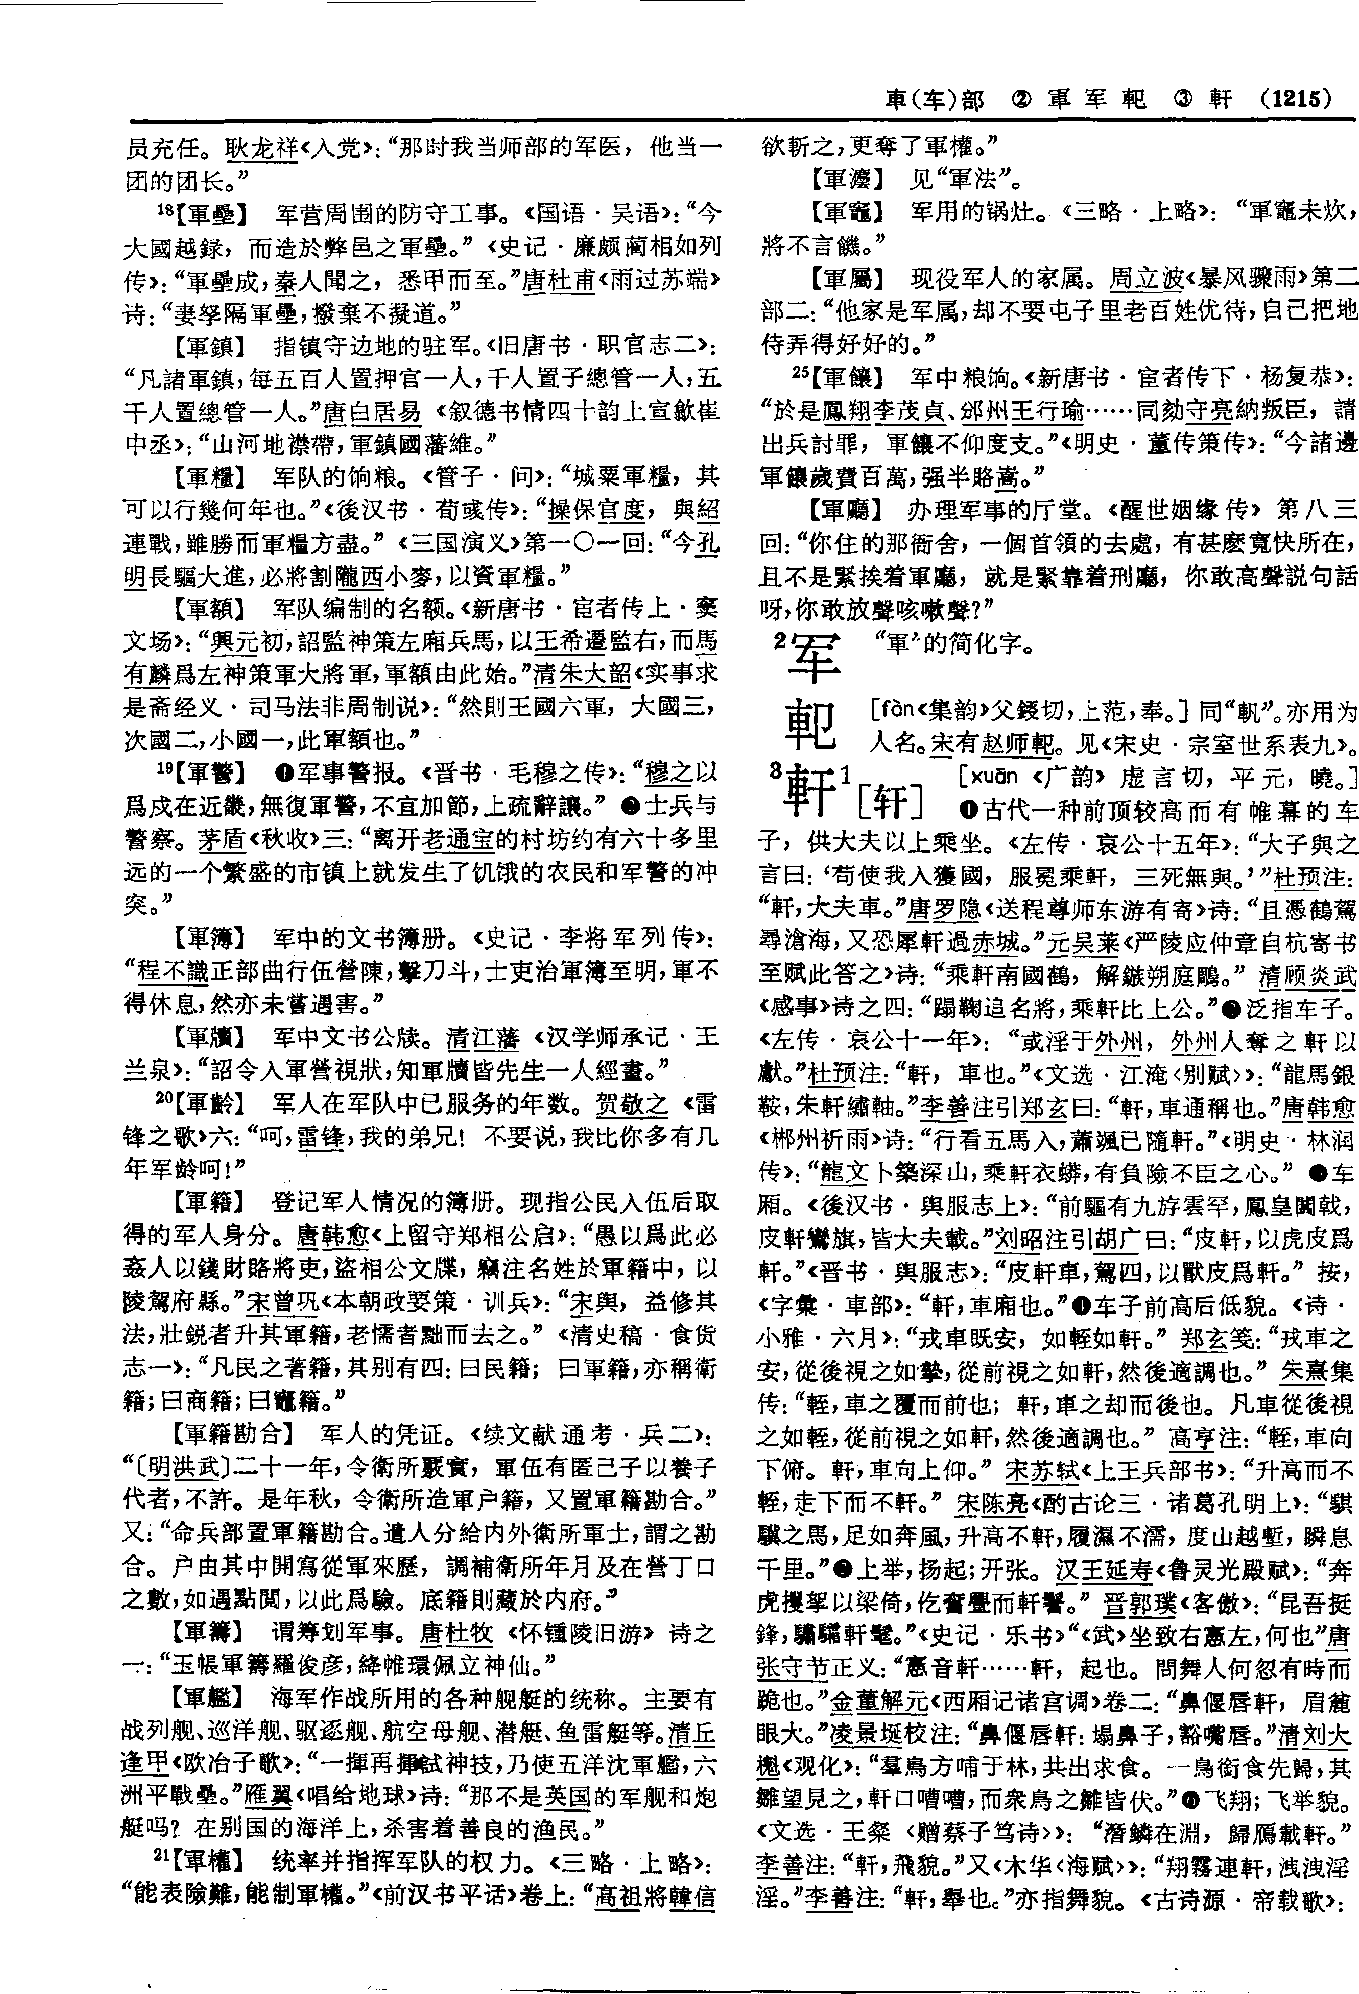 車(车)部 ② 軍军軓 ③ 軒 (1215)
员充任。耿龙祥《入党》：“那时我当师部的军医，他当一
团的团长。”
18【軍壘】 军营周围的防守工事。《国语·吴语》：“今
大國越録，而造於弊邑之軍壘。”《史记·廉颇蔺相如列
传》：“軍壘成，秦人聞之，悉甲而至。”唐杜甫《雨过苏端》
诗：“妻孥隔軍壘，撥棄不擬道。”
【軍鎮】 指镇守边地的驻军。《旧唐书·职官志二》：
“凡諸軍鎮，每五百人置押官一人，千人置子總管一人，五
千人置總管一人。”唐白居易《叙德书情四十韵上宣歙崔
中丞》：“山河地襟帶，軍鎮國藩維。”
【軍糧】 军队的饷粮。《管子·问》：“城粟軍糧，其
可以行幾何年也。”《後汉书·荀彧传》：“操保官度，與紹
連戰，雖勝而軍糧方盡。”《三国演义》第一〇一回：“今孔
明長驅大進，必將割隴西小麥，以資軍糧。”
【軍額】 军队编制的名额。《新唐书·宦者传上·窦
文场》：“興元初，詔監神策左廂兵馬，以王希遷監右，而馬
有麟爲左神策軍大將軍，軍額由此始。”清朱大韶《实事求
是斋经义·司马法非周制说》：“然則王國六軍，大國三，
次國二，小國一，此軍額也。”
19【軍警】 ❶军事警报。《晋书·毛穆之传》：“穆之以
爲戍在近畿，無復軍警，不宜加節，上疏辭讓。” ❷士兵与
警察。茅盾《秋收》三：“离开老通宝的村坊约有六十多里
远的一个繁盛的市镇上就发生了饥饿的农民和军警的冲
突。”
【軍簿】 军中的文书簿册。《史记·李将军列传》：
“程不識正部曲行伍營陳，擊刀斗，士吏治軍簿至明，軍不
得休息，然亦未嘗遇害。”
【軍牘】 军中文书公牍。清江藩《汉学师承记·王
兰泉》：“詔令入軍營視狀，知軍牘皆先生一人經畫。”
20【軍齡】 军人在军队中已服务的年数。贺敬之《雷
锋之歌》六：“呵，雷锋，我的弟兄！不要说，我比你多有几
年军龄呵！”
【軍籍】 登记军人情况的簿册。现指公民入伍后取
得的军人身分。唐韩愈《上留守郑相公启》：“愚以爲此必
姦人以錢財賂將吏，盜相公文牒，竊注名姓於軍籍中，以
陵駕府縣。”宋曾巩《本朝政要策·训兵》：“宋興，益修其
法，壯鋭者升其軍籍，老懦者黜而去之。”《清史稿·食货
志一》：“凡民之著籍，其别有四：曰民籍；曰軍籍，亦稱衛
籍；曰商籍；曰竈籍。”
【軍籍勘合】 军人的凭证。《续文献通考·兵二》：
“〔明洪武〕二十一年，令衛所覈實，軍伍有匿己子以養子
代者，不許。是年秋，令衛所造軍户籍，又置軍籍勘合。”
又：“命兵部置軍籍勘合。遣人分給内外衛所軍士，謂之勘
合。户由其中開寫從軍來歷，調補衛所年月及在營丁口
之數，如遇點閲，以此爲驗。底籍則藏於内府。”
【軍籌】 谓筹划军事。唐杜牧《怀锺陵旧游》诗之
一：“玉帳軍籌羅俊彦，絳帷環佩立神仙。”
【軍艦】 海军作战所用的各种舰艇的统称。主要有
战列舰、巡洋舰、驱逐舰、航空母舰、潜艇、鱼雷艇等。清丘
逢甲《欧冶子歌》：“一揮再揮試神技，乃使五洋沈軍艦，六
洲平戰壘。”雁翼《唱给地球》诗：“那不是英国的军舰和炮
艇吗？在别国的海洋上，杀害着善良的渔民。”
21【軍權】 统率并指挥军队的权力。《三略·上略》：
“能表險難，能制軍權。”《前汉书平话》卷上：“高祖將韓信
欲斬之，更奪了軍權。”
【軍灋】 见“軍法”。
【軍竈】 军用的锅灶。《三略·上略》：“軍竈未炊，
將不言饑。”
【軍屬】 现役军人的家属。周立波《暴风骤雨》第二
部二：“他家是军属，却不要屯子里老百姓优待，自己把地
侍弄得好好的。”
25【軍饟】 军中粮饷。《新唐书·宦者传下·杨复恭》：
“於是鳳翔李茂貞、邠州王行瑜……同劾守亮納叛臣，請
出兵討罪，軍饟不仰度支。”《明史·董传策传》：“今諸邊
軍饟歲費百萬，强半賂嵩。”
【軍廳】 办理军事的厅堂。《醒世姻缘传》第八三
回：“你住的那衙舍，一個首領的去處，有甚麽寬快所在，
且不是緊挨着軍廳，就是緊靠着刑廳，你敢高聲説句話
呀，你敢放聲咳嗽聲？”
2军 “軍”的简化字。
軓 [fàn《集韵》父鋄切，上范，奉。] 同“軓”。亦用为
人名。宋有赵师軓。见《宋史·宗室世系表九》。
3軒1[轩] [xuān《广韵》虚言切，平元，曉。]
❶古代一种前顶较高而有帷幕的车
子，供大夫以上乘坐。《左传·哀公十五年》：“大子與之
言曰：‘苟使我入獲國，服冕乘軒，三死無與。’”杜预注：
“軒，大夫車。”唐罗隐《送程尊师东游有寄》诗：“且憑鶴駕
尋滄海，又恐犀軒過赤城。”元吴莱《严陵应仲章自杭寄书
至赋此答之》诗：“乘軒南國鶴，解鏃朔庭鵰。”清顾炎武
《感事》诗之四：“蹋鞠追名將，乘軒比上公。”❷泛指车子。
《左传·哀公十一年》：“或淫于外州，外州人奪之軒以
獻。”杜预注：“軒，車也。”《文选·江淹〈别赋〉》：“龍馬銀
鞍，朱軒繡軸。”李善注引郑玄曰：“軒，車通稱也。”唐韩愈
《郴州祈雨》诗：“行看五馬入，蕭颯已隨軒。”《明史·林润
传》：“龍文卜築深山，乘軒衣蟒，有負險不臣之心。” ❸车
厢。《後汉书·舆服志上》：“前驅有九斿雲罕，鳳皇闟戟，
皮軒鸞旗，皆大夫載。”刘昭注引胡广曰：“皮軒，以虎皮爲
軒。”《晋书·舆服志》：“皮軒車，駕四，以獸皮爲軒。”按，
《字彙·車部》：“軒，車廂也。”❹车子前高后低貌。《诗·
小雅·六月》：“戎車既安，如輊如軒。”郑玄笺：“戎車之
安，從後視之如摯，從前視之如軒，然後適調也。”朱熹集
传：“輊，車之覆而前也；軒，車之却而後也。凡車從後視
之如輊，從前視之如軒，然後適調也。”高亨注：“輊，車向
下俯。軒，車向上仰。”宋苏轼《上王兵部书》：“升高而不
輊，走下而不軒。”宋陈亮《酌古论三·诸葛孔明上》：“騏
驥之馬，足如奔風，升高不軒，履濕不濡，度山越塹，瞬息
千里。”❺上举，扬起；开张。汉王延寿《鲁灵光殿赋》：“奔
虎攫挐以梁倚，仡奮舋而軒鬐。”晋郭璞《客傲》：“昆吾挺
鋒，驌驦軒髦。”《史记·乐书》“《武》坐致右憲左，何也”唐
张守节正义：“憲音軒……軒，起也。問舞人何忽有時而
跪也。”金董解元《西厢记诸宫调》卷二：“鼻偃唇軒，眉麄
眼大。”凌景埏校注：“鼻偃唇軒：塌鼻子，豁嘴唇。”清刘大
櫆《观化》：“羣鳥方哺于林，共出求食。一鳥銜食先歸，其
雛望見之，軒口嘈嘈，而衆鳥之雛皆伏。”❻飞翔；飞举貌。
《文选·王粲〈赠蔡子笃诗〉》：“潛鱗在淵，歸鴈載軒。”
李善注：“軒，飛貌。”又《木华〈海赋〉》：“翔霧連軒，洩洩淫
淫。”李善注：“軒，舉也。”亦指舞貌。《古诗源·帝载歌》：